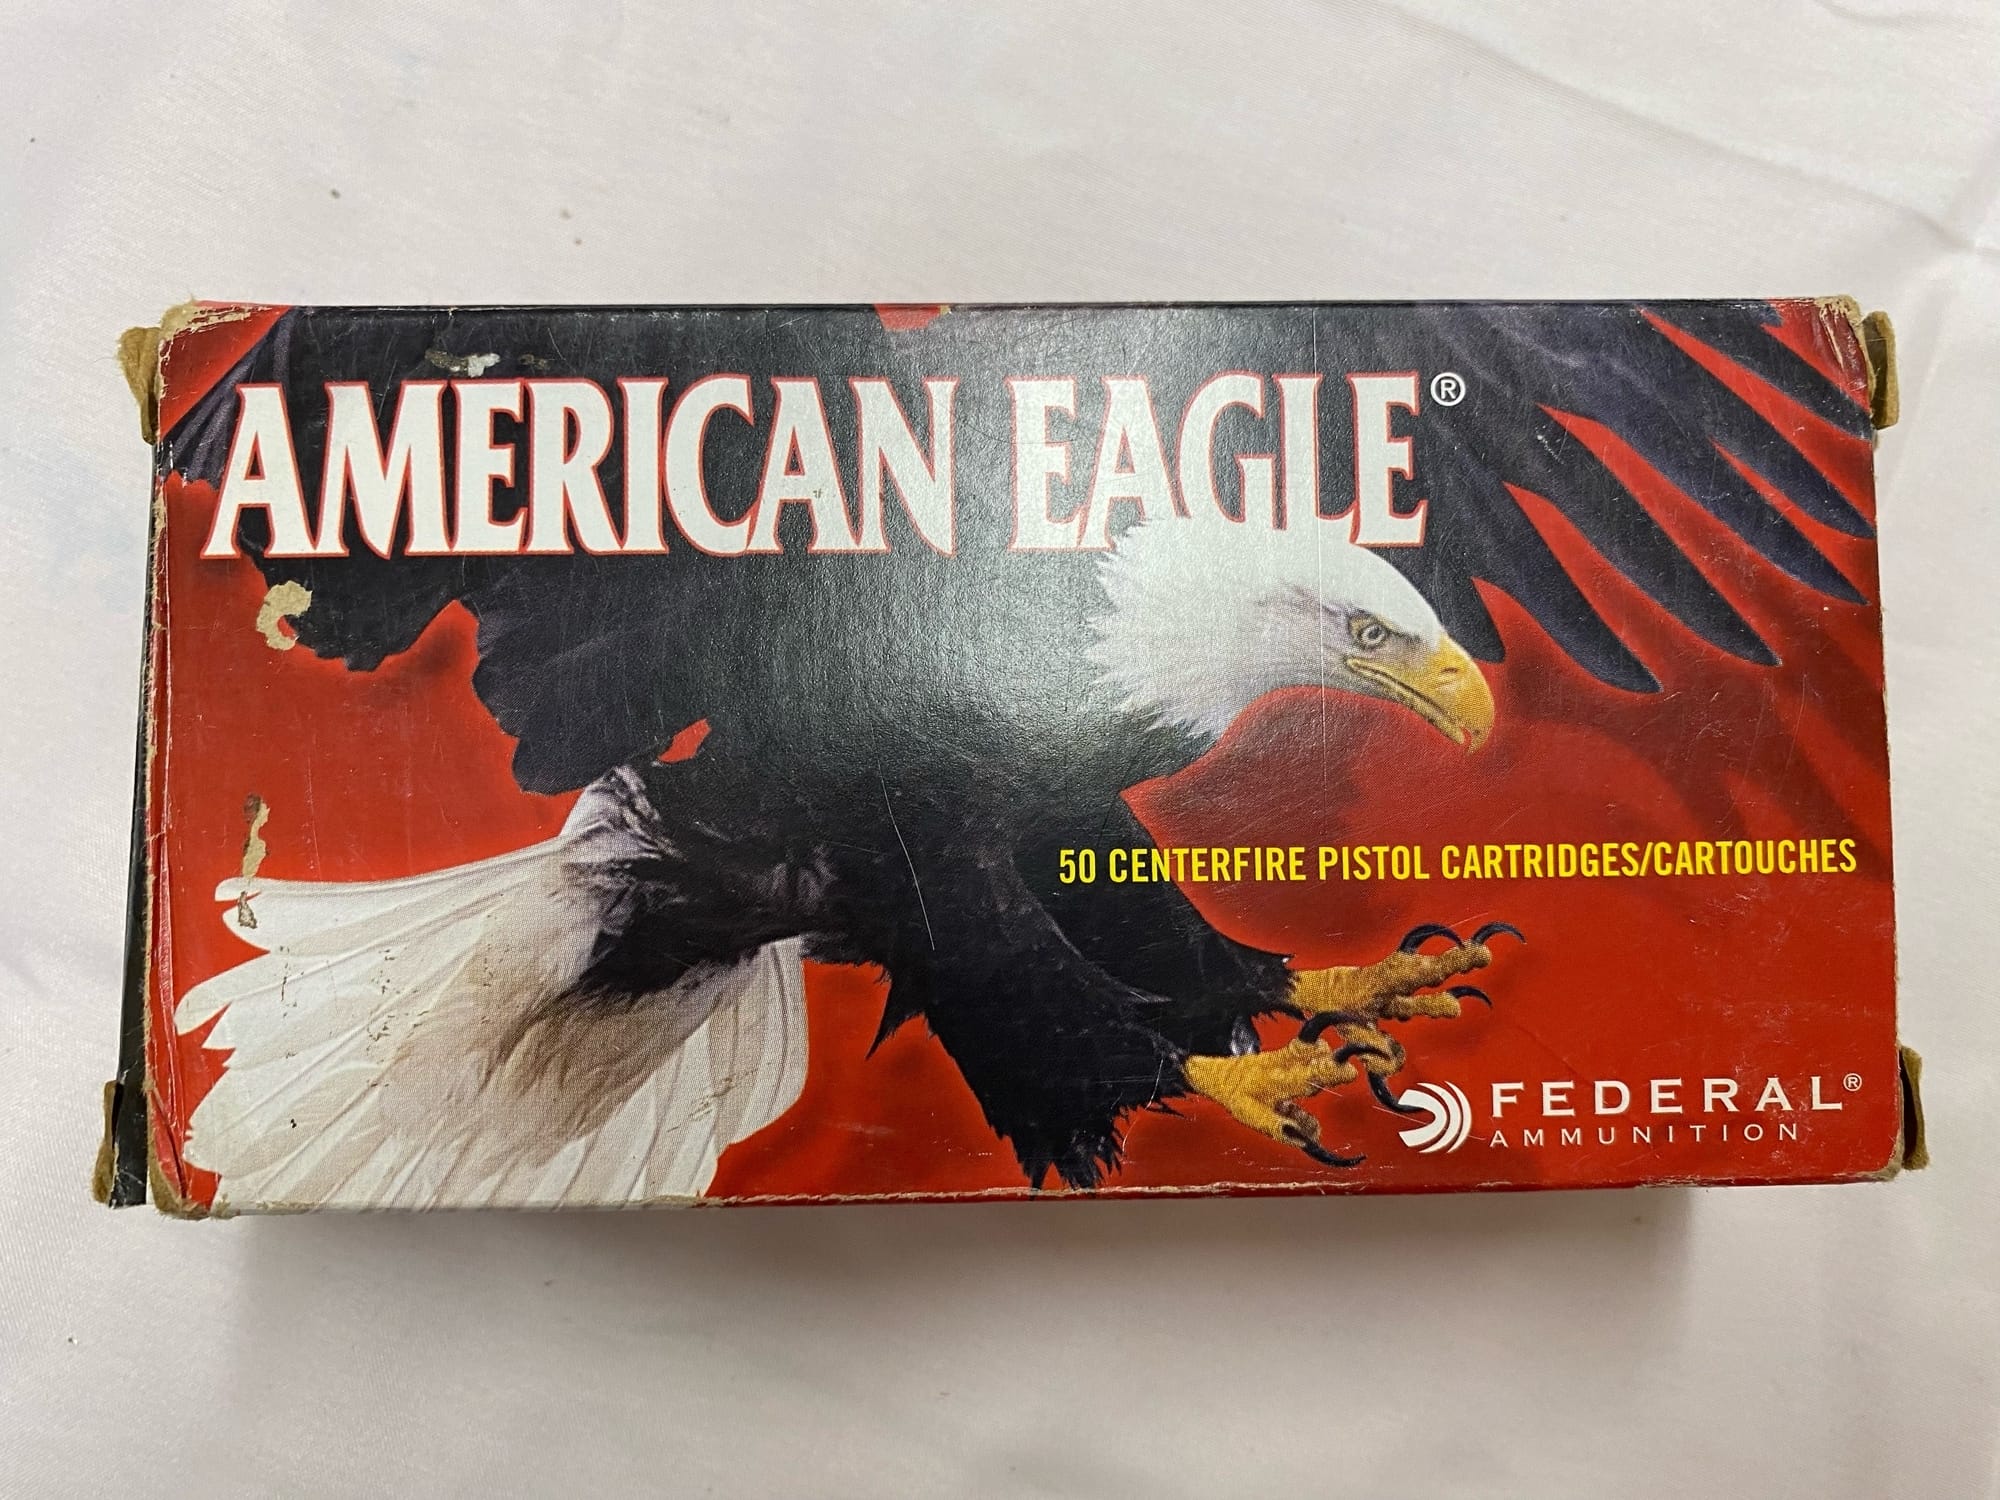 AMERICAN EAGLE®
50 CENTERFIRE PISTOL CARTRIDGES/CARTOUCHES
FEDERAL®
AMMUNITION